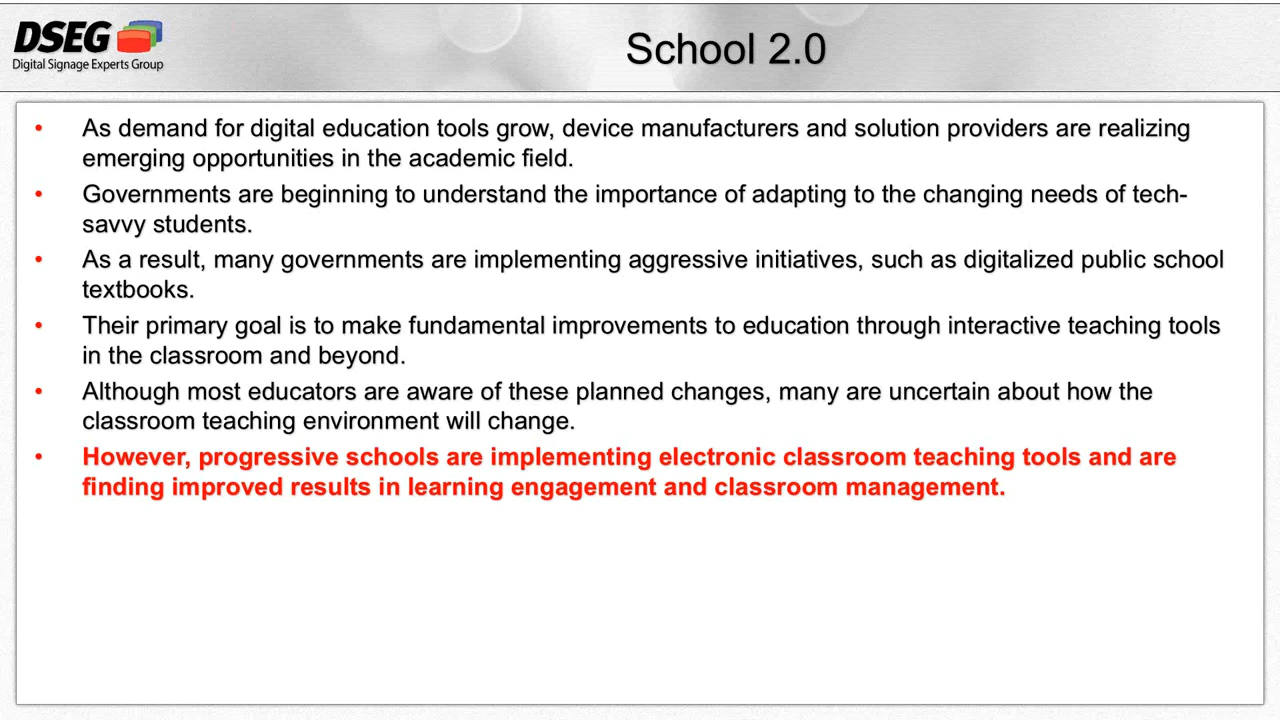 DSEG
Digital Signage Experts Group
School 2.0
• As demand for digital education tools grow, device manufacturers and solution providers are realizing
emerging opportunities in the academic field.
• Governments are beginning to understand the importance of adapting to the changing needs of tech-
savvy students.
• As a result, many governments are implementing aggressive initiatives, such as digitalized public school
textbooks.
• Their primary goal is to make fundamental improvements to education through interactive teaching tools
in the classroom and beyond.
• Although most educators are aware of these planned changes, many are uncertain about how the
classroom teaching environment will change.
• However, progressive schools are implementing electronic classroom teaching tools and are
finding improved results in learning engagement and classroom management.